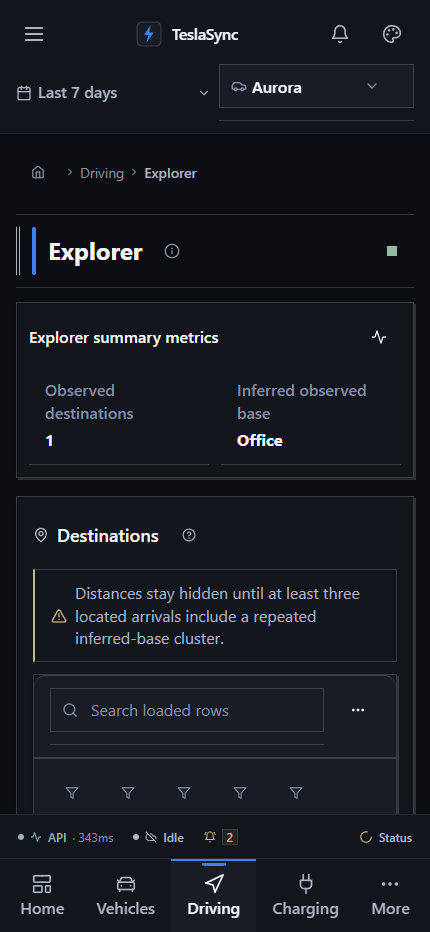 TeslaSync
Last 7 days
Aurora
Driving
Explorer
Explorer
Explorer summary metrics
Observed
destinations
1
Inferred observed
base
Office
Destinations
Distances stay hidden until at least three
located arrivals include a repeated
inferred-base cluster.
Search loaded rows
API · 343ms
Idle
2
Status
Home
Vehicles
Driving
Charging
More